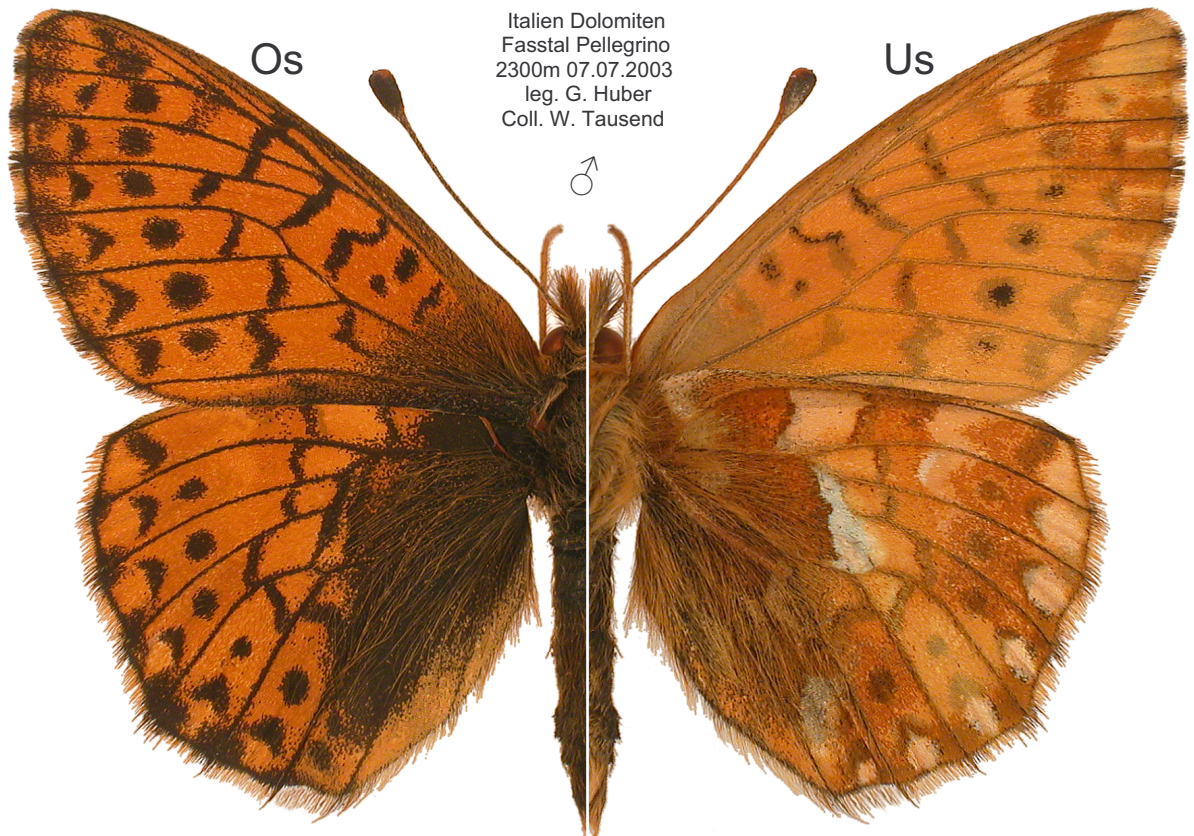 Os
Italien Dolomiten
Fasstal Pellegrino
2300m 07.07.2003
leg. G. Huber
Coll. W. Tausend
♂
Us